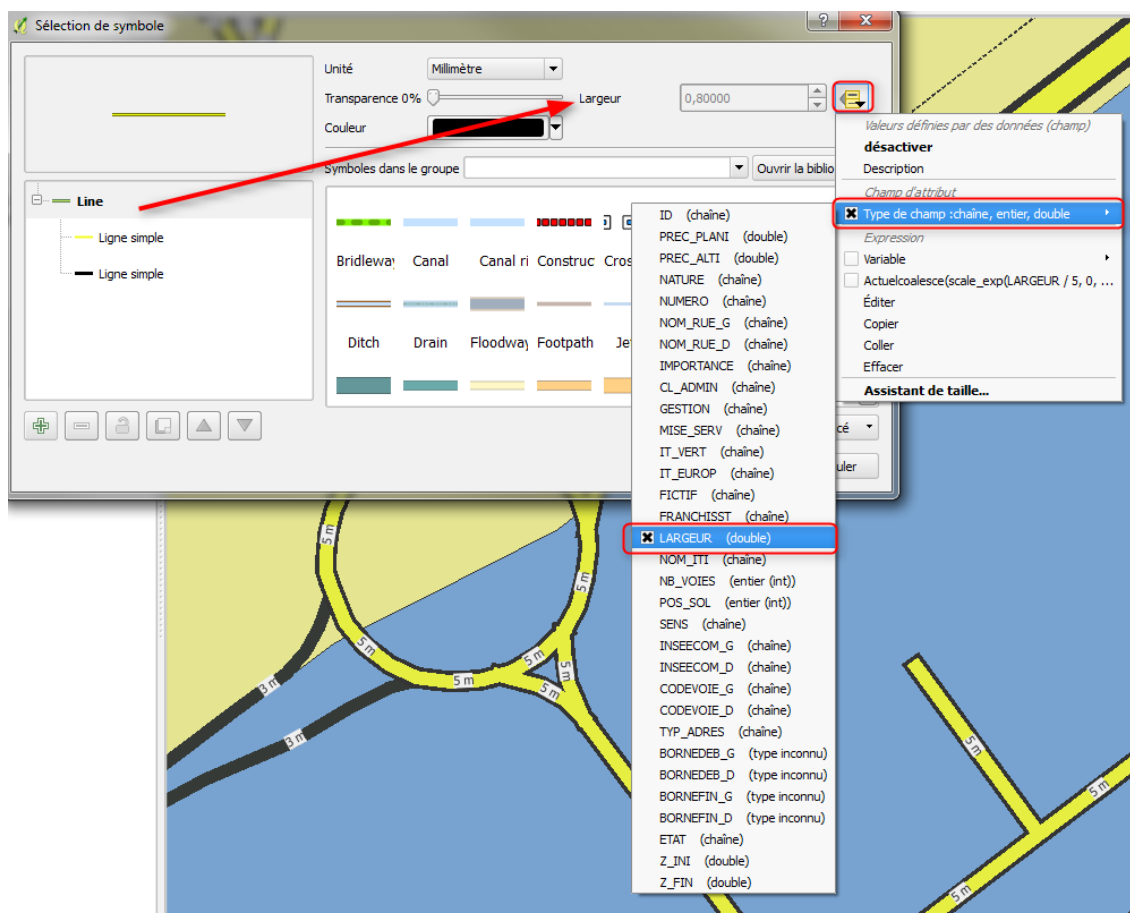 Sélection de symbole
Unité
Millimètre
Transparence 0%
Largeur
0,80000
Couleur
Symboles dans le groupe
Ouvrir la biblio
Line
Ligne simple
Ligne simple
Bridleway
Canal
Canal ri
Construc
Cros
Ditch
Drain
Floodway
Footpath
Je
cé
uler
Valeurs définies par des données (champ)
désactiver
Description
Champ d'attribut
Type de champ :chaîne, entier, double
Expression
Variable
Actuelcoalesce(scale_exp(LARGEUR / 5, 0, ...
Éditer
Copier
Coller
Effacer
Assistant de taille...
ID (chaîne)
PREC_PLANI (double)
PREC_ALTI (double)
NATURE (chaîne)
NUMERO (chaîne)
NOM_RUE_G (chaîne)
NOM_RUE_D (chaîne)
IMPORTANCE (chaîne)
CL_ADMIN (chaîne)
GESTION (chaîne)
MISE_SERV (chaîne)
IT_VERT (chaîne)
IT_EUROP (chaîne)
FICTIF (chaîne)
FRANCHISST (chaîne)
LARGEUR (double)
NOM_ITI (chaîne)
NB_VOIES (entier (int))
POS_SOL (entier (int))
SENS (chaîne)
INSEECOM_G (chaîne)
INSEECOM_D (chaîne)
CODEVOIE_G (chaîne)
CODEVOIE_D (chaîne)
TYP_ADRES (chaîne)
BORNEDEB_G (type inconnu)
BORNEDEB_D (type inconnu)
BORNEFIN_G (type inconnu)
BORNEFIN_D (type inconnu)
ETAT (chaîne)
Z_INI (double)
Z_FIN (double)
5 m
5 m
5 m
5 m
5 m
5 m
5 m
3 m
3 m
5 m
5 m
5 m